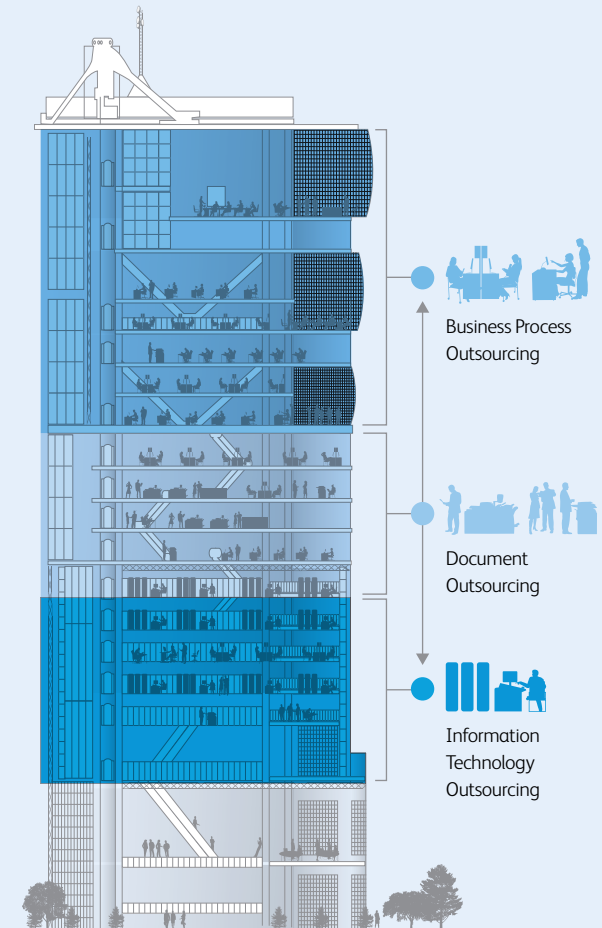 Business Process
Outsourcing
Document
Outsourcing
Information
Technology
Outsourcing